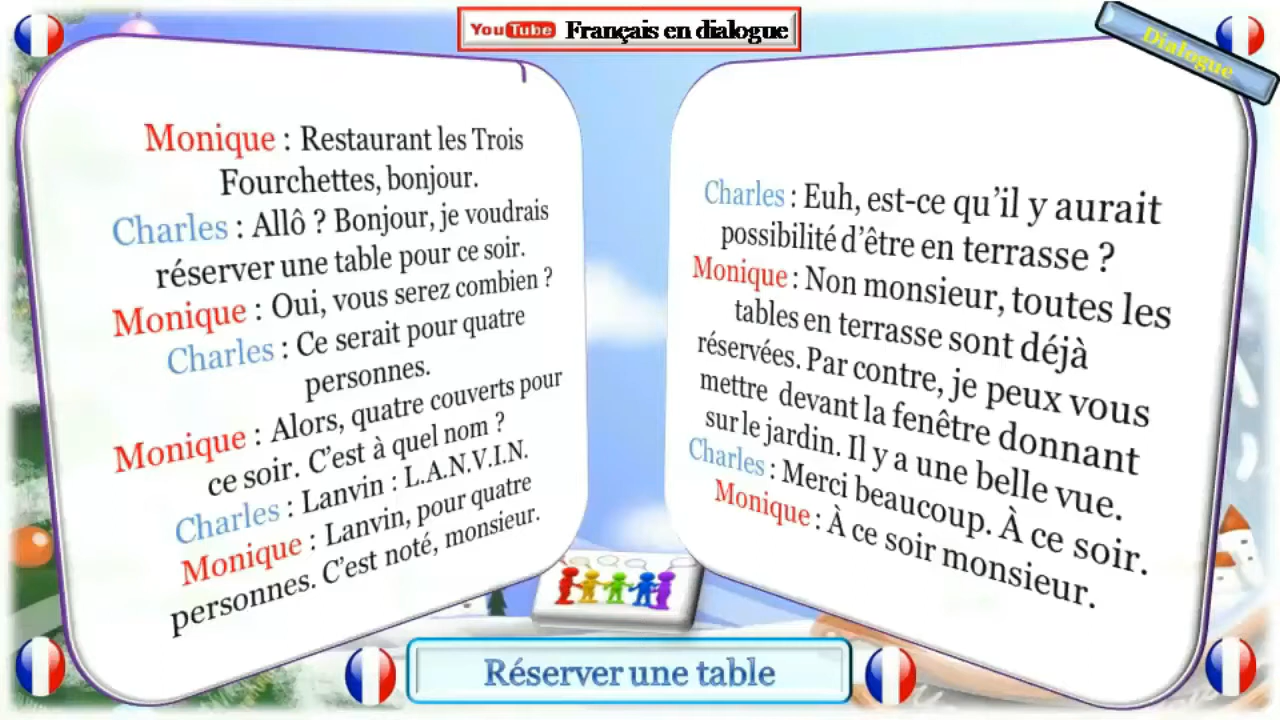 YouTube Français en dialogue
Dialogue
Monique : Restaurant les Trois
Fourchettes, bonjour.
Charles : Allô ? Bonjour, je voudrais
réserver une table pour ce soir.
Monique : Oui, vous serez combien ?
Charles : Ce serait pour quatre
personnes.
Monique : Alors, quatre couverts pour
ce soir. C’est à quel nom ?
Charles : Lanvin : L.A.N.V.I.N.
Monique : Lanvin, pour quatre
personnes. C’est noté, monsieur.
Charles : Euh, est-ce qu’il y aurait
possibilité d’être en terrasse ?
Monique : Non monsieur, toutes les
tables en terrasse sont déjà
réservées. Par contre, je peux vous
mettre devant la fenêtre donnant
sur le jardin. Il y a une belle vue.
Charles : Merci beaucoup. À ce soir.
Monique : À ce soir monsieur.
Réserver une table